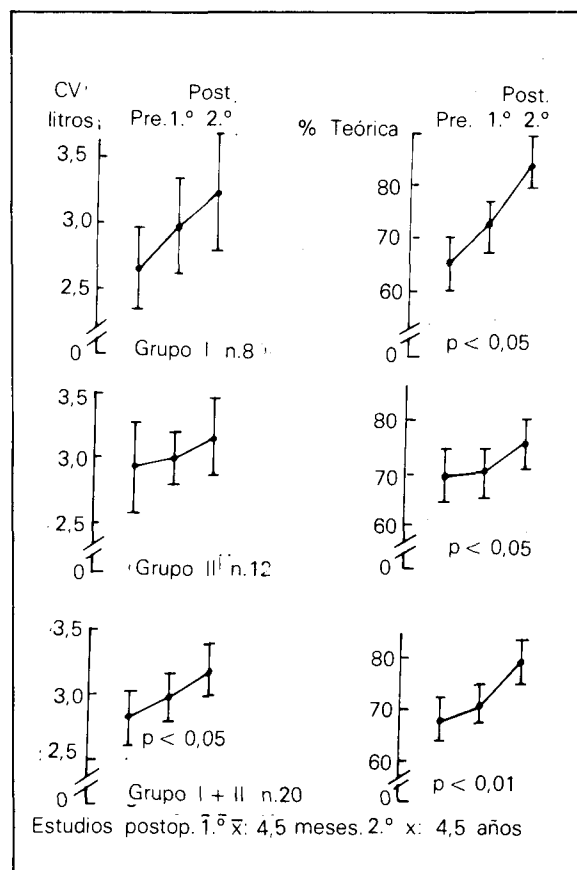 CV Post. Post.
litros Pre. 1.º 2.º % Teórica Pre. 1.º 2.º
3,5
3,0
2,5
0
Grupo I n.8
80
70
60
0
p < 0,05
3,5
3,0
2,5
0
Grupo II n.12
80
70
60
0
p < 0,05
3,5
3,0
2,5
0
p < 0,05
Grupo I + II n.20
80
70
60
0
p < 0,01
Estudios postop. 1.º x̄: 4,5 meses. 2.º x: 4,5 años